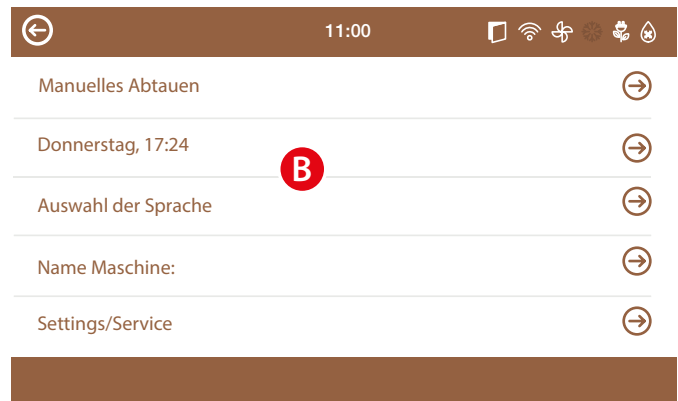 11:00
Manuelles Abtauen
Donnerstag, 17:24
B
Auswahl der Sprache
Name Maschine:
Settings/Service